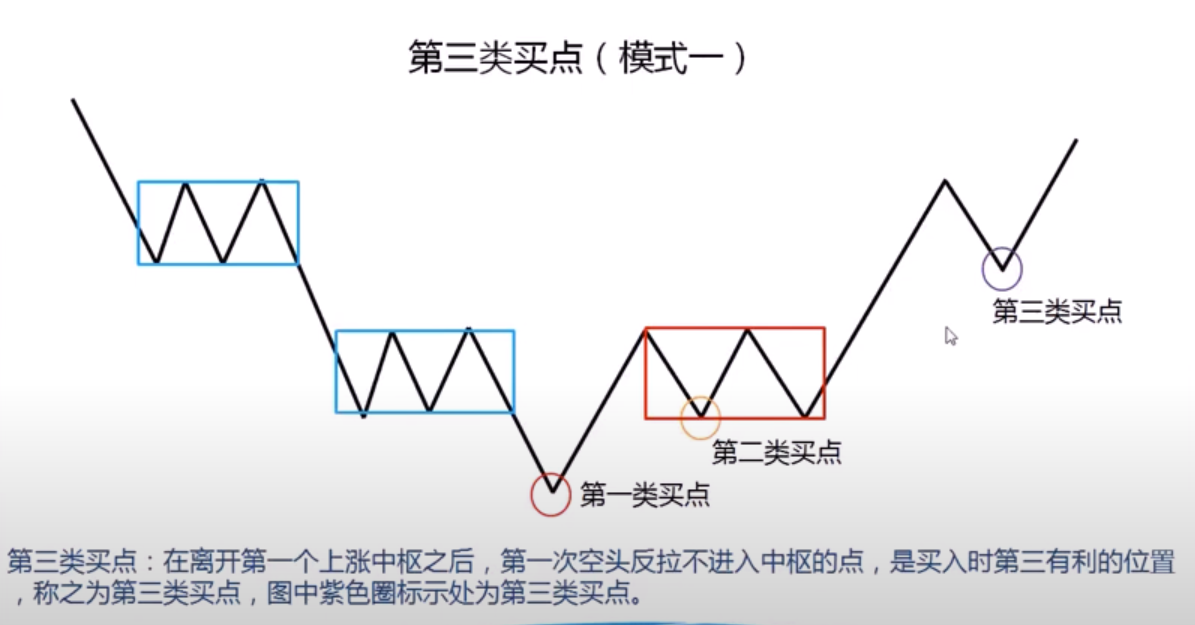 第三类买点（模式一）
第三类买点
第二类买点
第一类买点
第三类买点：在离开第一个上涨中枢之后，第一次空头反拉不进入中枢的点，是买入时第三有利的位置
，称之为第三类买点，图中紫色圈标示处为第三类买点。